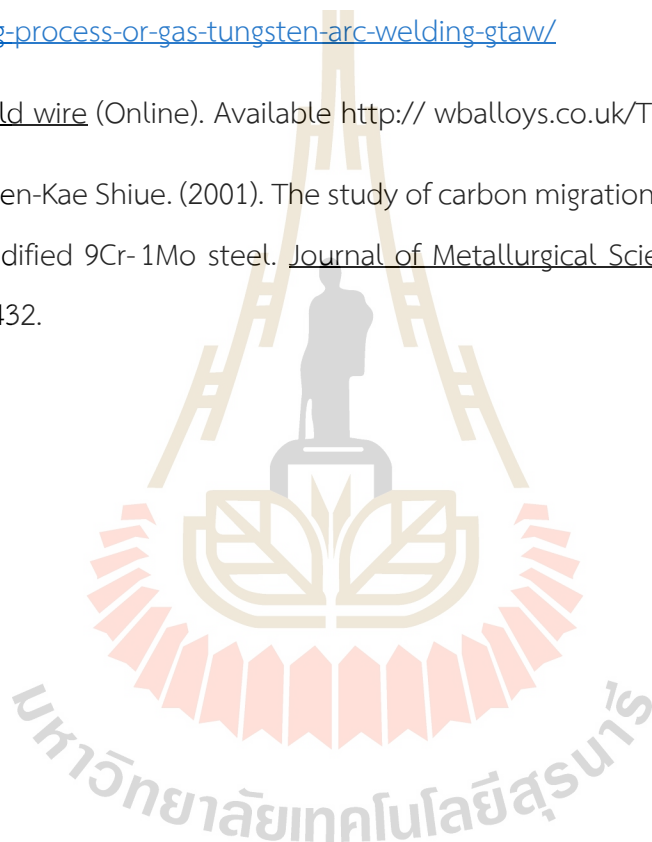 g-process-or-gas-tungsten-arc-welding-gtaw/
ld wire (Online). Available http:// wballoys.co.uk/T
en-Kae Shiue. (2001). The study of carbon migration
dified 9Cr-1Mo steel. Journal of Metallurgical Scie
432.
มหาวิทยาลัยเทคโนโลยีสุรนารี